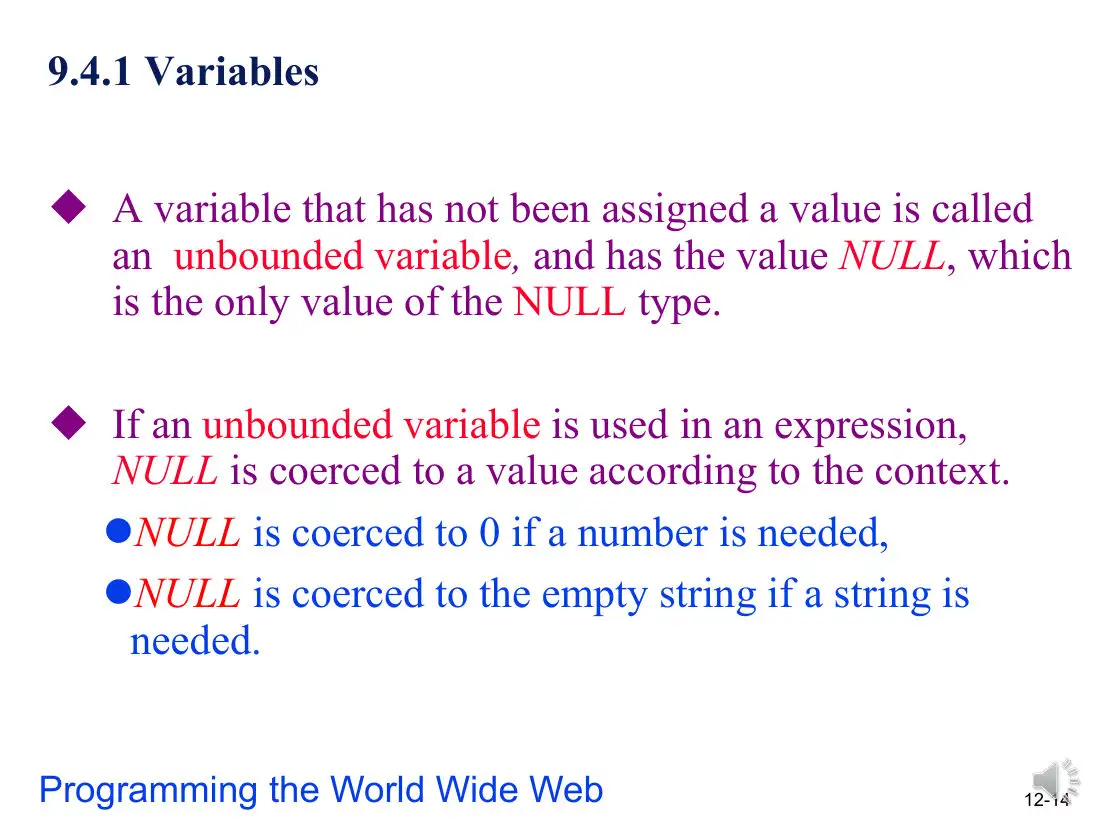 9.4.1 Variables
A variable that has not been assigned a value is called
an unbounded variable, and has the value NULL, which
is the only value of the NULL type.
If an unbounded variable is used in an expression,
NULL is coerced to a value according to the context.
NULL is coerced to 0 if a number is needed,
NULL is coerced to the empty string if a string is
needed.
Programming the World Wide Web
12-14